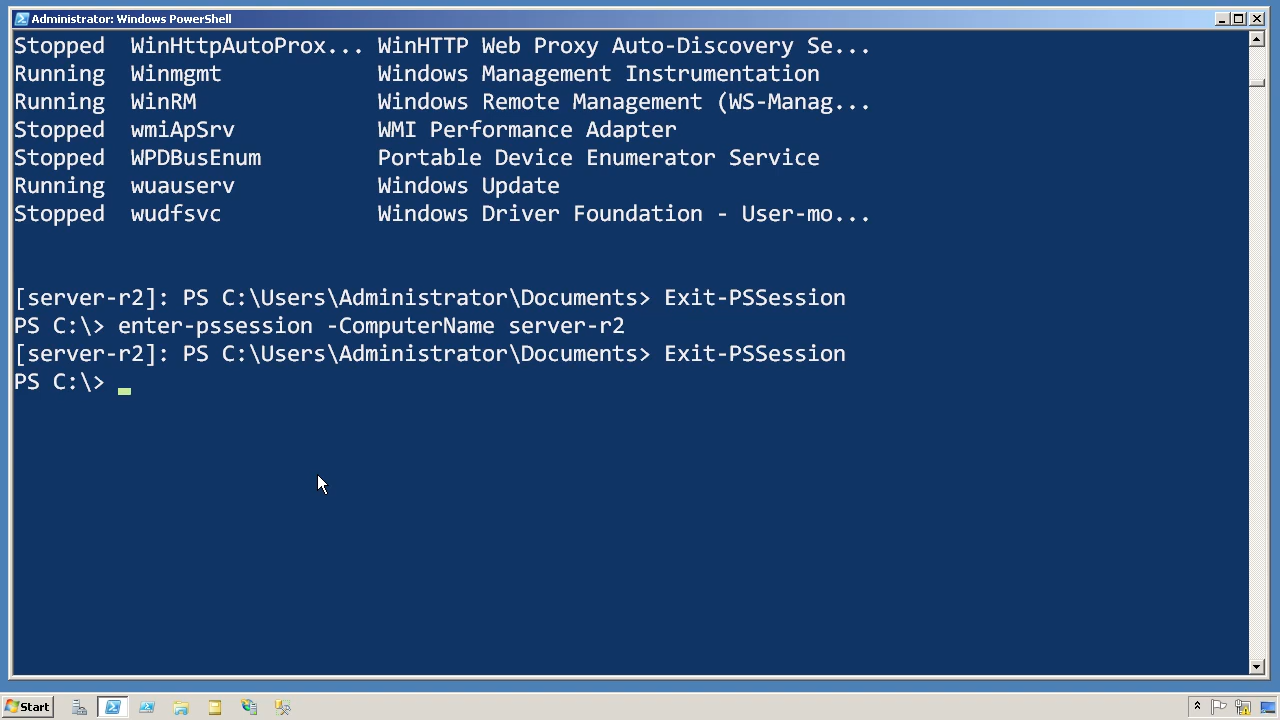 Administrator: Windows PowerShell
Stopped  WinHttpAutoProx... WinHTTP Web Proxy Auto-Discovery Se...
Running  Winmgmt            Windows Management Instrumentation
Running  WinRM              Windows Remote Management (WS-Manag...
Stopped  wmiApSrv           WMI Performance Adapter
Stopped  WPDBusEnum         Portable Device Enumerator Service
Running  wuauserv           Windows Update
Stopped  wudfsvc            Windows Driver Foundation - User-mo...
[server-r2]: PS C:\Users\Administrator\Documents> Exit-PSSession
PS C:\> enter-pssession -ComputerName server-r2
[server-r2]: PS C:\Users\Administrator\Documents> Exit-PSSession
PS C:\>
Start